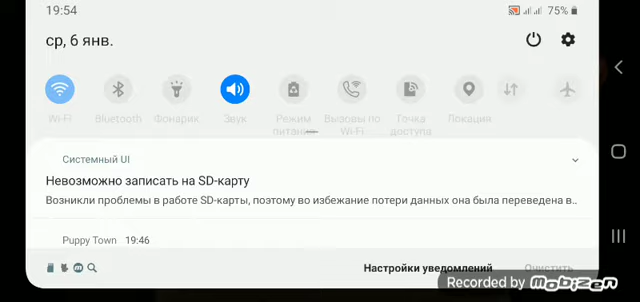 19:54 75%
ср, 6 янв.
Wi-Fi Bluetooth Фонарик Звук Режим питания Вызовы по Wi-Fi Точка доступа Локация
Системный UI
Невозможно записать на SD-карту
Возникли проблемы в работе SD-карты, поэтому во избежание потери данных она была переведена в..
Puppy Town 19:46
Настройки уведомлений Очистить
Recorded by Mobizen